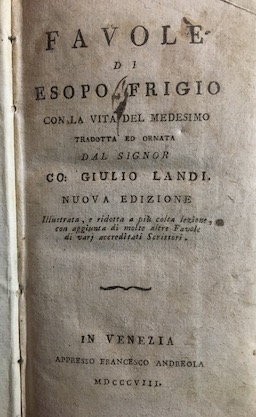 FAVOLE
DI
ESOPO FRIGIO
CON LA VITA DEL MEDESIMO
TRADOTTA ED ORNATA
DAL SIGNOR
CO: GIULIO LANDI.
NUOVA EDIZIONE
Illustrata, e ridotta a più colta lezione,
con aggiunta di molte altre Favole
di varj accreditati Scrittori.
IN VENEZIA
APPRESSO FRANCESCO ANDREOLA
MDCCCVIII.